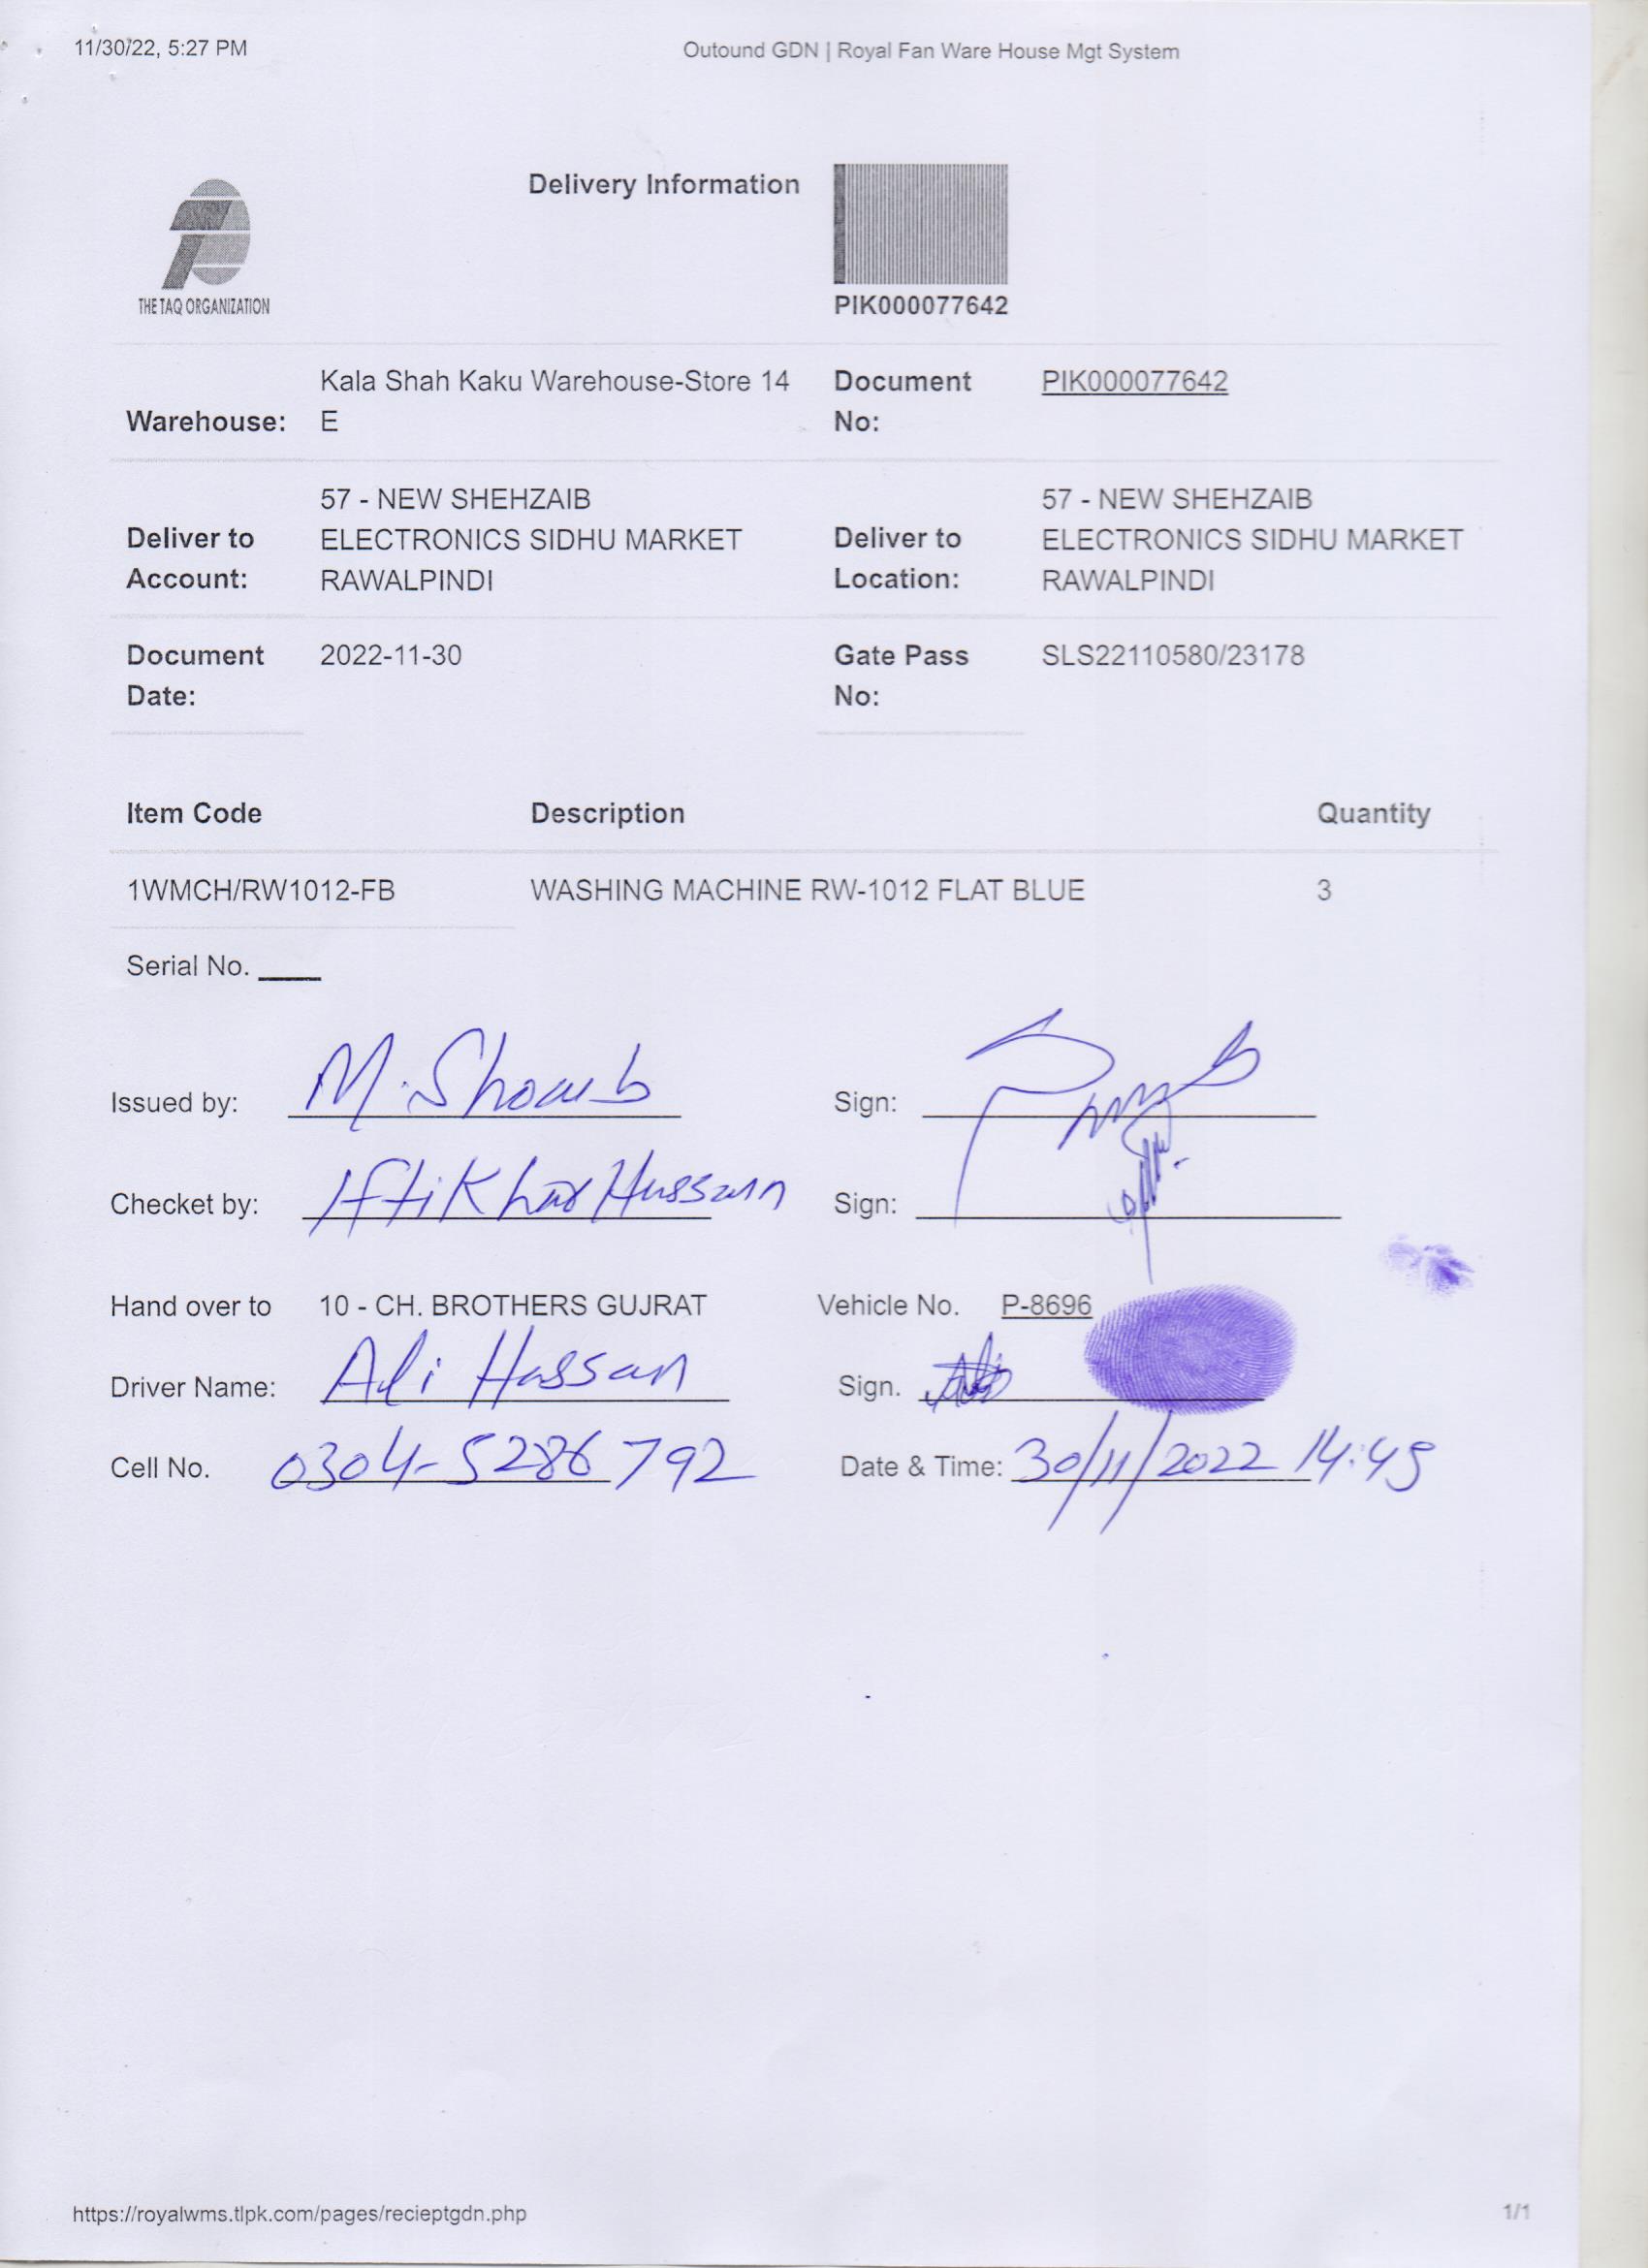 11/30/22, 5:27 PM
Outound GDN | Royal Fan Ware House Mgt System
Delivery Information
THE TAQ ORGANIZATION
PIK000077642
Warehouse: Kala Shah Kaku Warehouse-Store 14 E
Document No: PIK000077642
Deliver to Account: 57 - NEW SHEHZAIB ELECTRONICS SIDHU MARKET RAWALPINDI
Deliver to Location: 57 - NEW SHEHZAIB ELECTRONICS SIDHU MARKET RAWALPINDI
Document Date: 2022-11-30
Gate Pass No: SLS22110580/23178
Item Code Description Quantity
1WMCH/RW1012-FB WASHING MACHINE RW-1012 FLAT BLUE 3
Serial No.
Issued by: M. Shoaib Sign:
Checket by: Iftikhar Hussain Sign:
Hand over to 10 - CH. BROTHERS GUJRAT Vehicle No. P-8696
Driver Name: Ali Hassan Sign.
Cell No. 0304-5286792 Date & Time: 30/11/2022 14:45
https://royalwms.tlpk.com/pages/recieptgdn.php
1/1